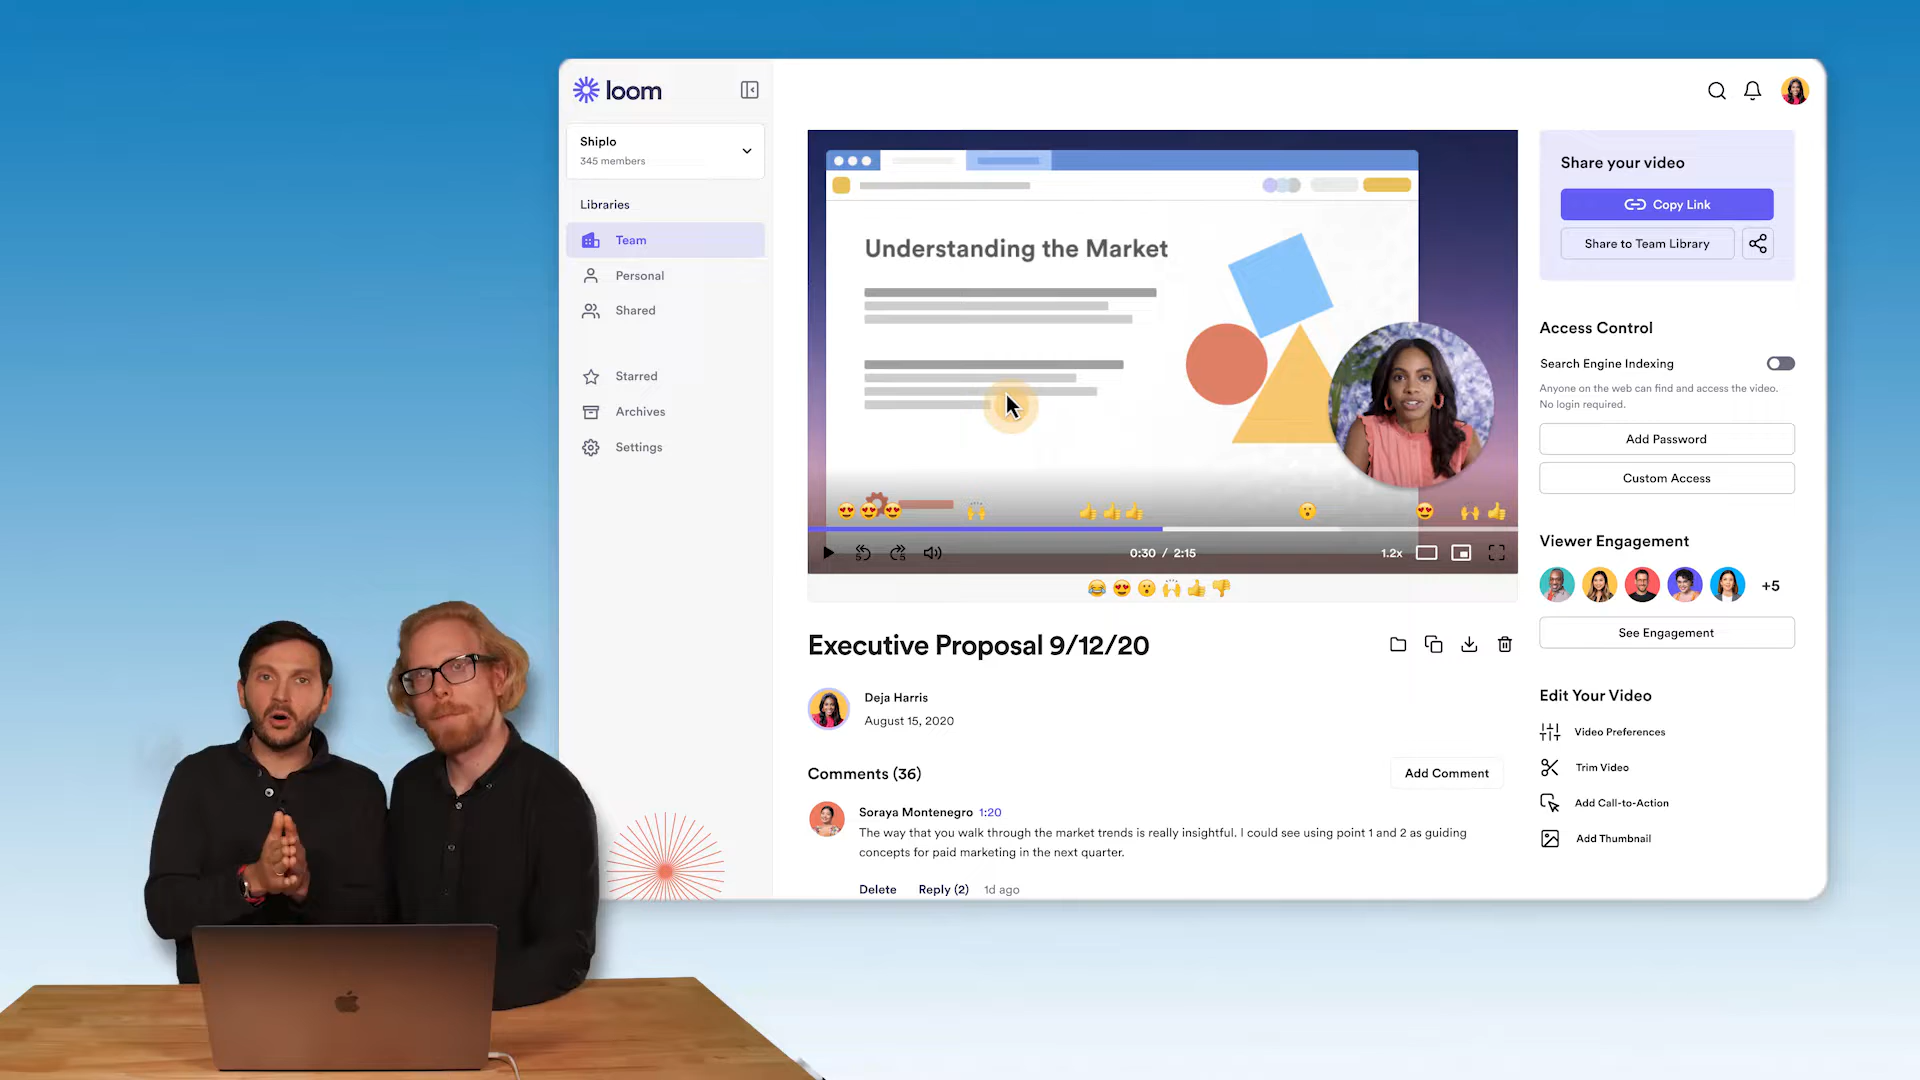 loom
Shiplo
345 members
Libraries
Team
Personal
Shared
Starred
Archives
Settings
Understanding the Market
0:30 / 2:15
1.2x
Executive Proposal 9/12/20
Deja Harris
August 15, 2020
Comments (36)
Add Comment
Soraya Montenegro 1:20
The way that you walk through the market trends is really insightful. I could see using point 1 and 2 as guiding
concepts for paid marketing in the next quarter.
Delete Reply (2) 1d ago
Share your video
Copy Link
Share to Team Library
Access Control
Search Engine Indexing
Anyone on the web can find and access the video.
No login required.
Add Password
Custom Access
Viewer Engagement
+5
See Engagement
Edit Your Video
Video Preferences
Trim Video
Add Call-to-Action
Add Thumbnail